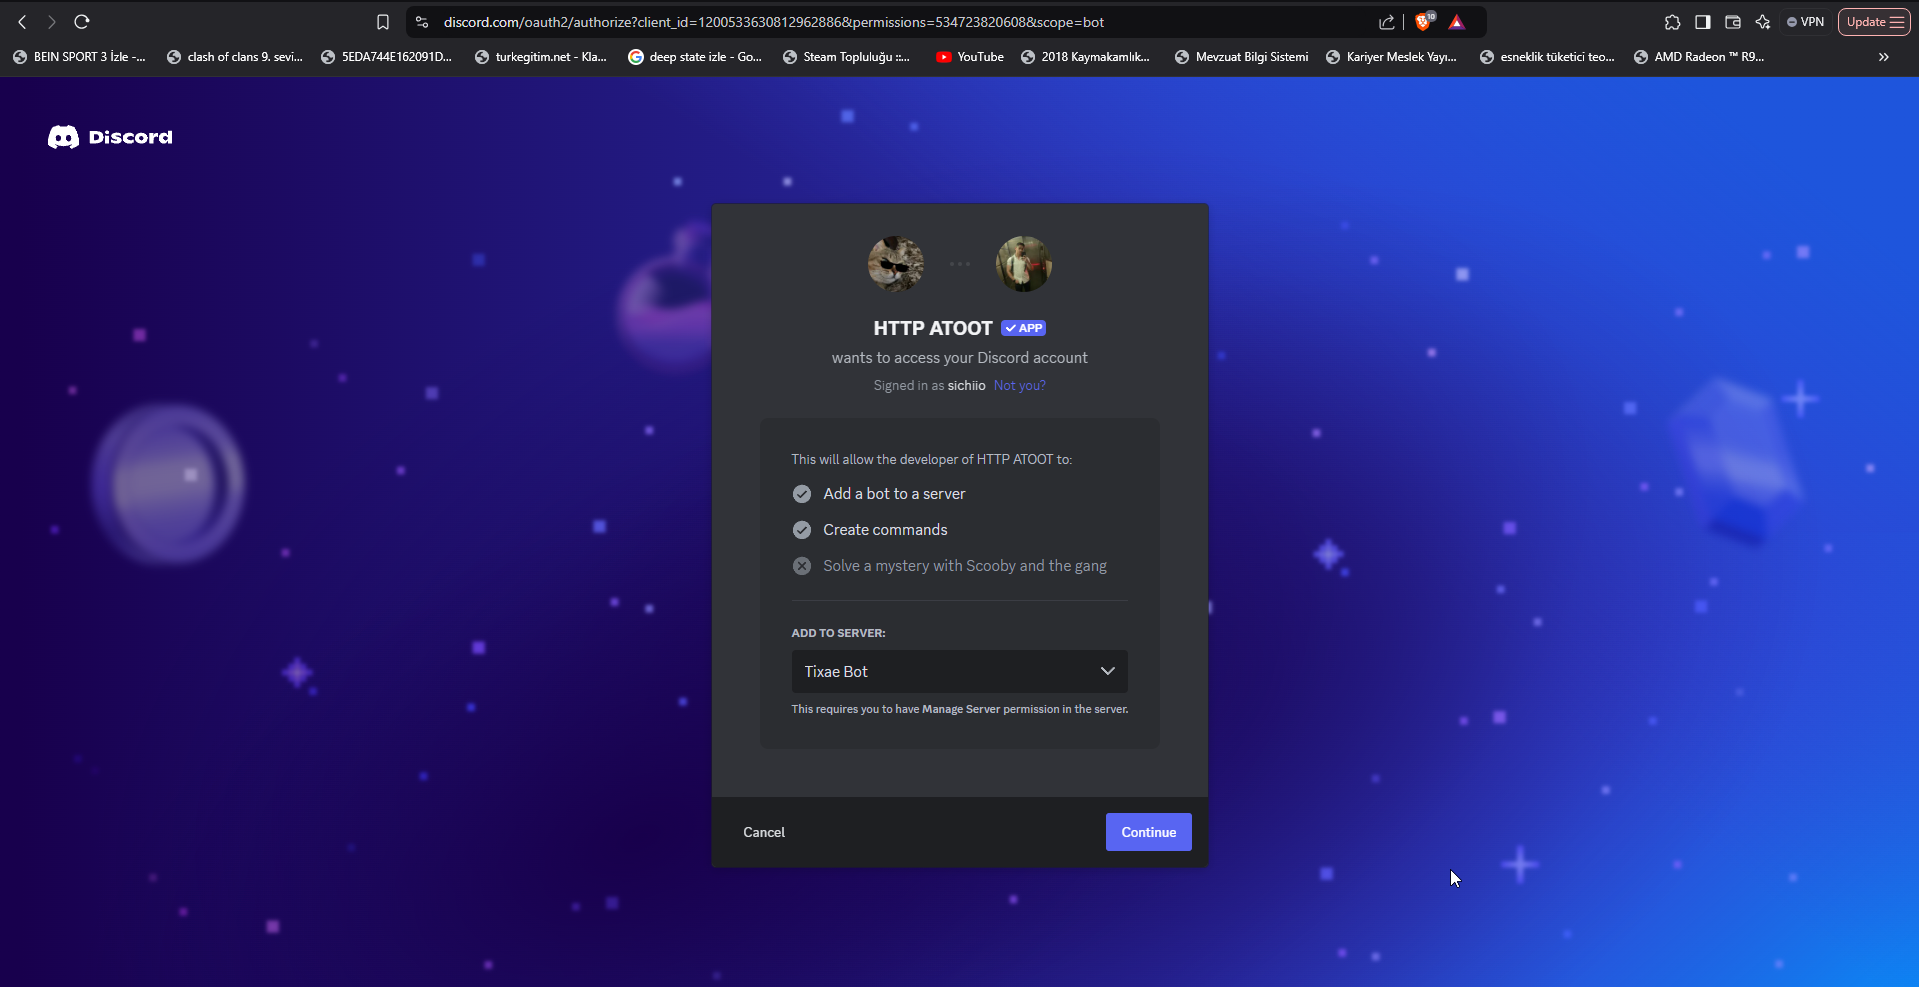 discord.com/oauth2/authorize?client_id=1200533630812962886&permissions=534723820608&scope=bot
10
VPN
Update
BEIN SPORT 3 İzle -...
clash of clans 9. sevi...
5EDA744E162091D...
turkegitim.net - Kla...
deep state izle - Go...
Steam Topluluğu ::...
YouTube
2018 Kaymakamlık...
Mevzuat Bilgi Sistemi
Kariyer Meslek Yayı...
esneklik tüketici teo...
AMD Radeon ™ R9...
Discord
HTTP ATOOT APP
wants to access your Discord account
Signed in as sichiio Not you?
This will allow the developer of HTTP ATOOT to:
Add a bot to a server
Create commands
Solve a mystery with Scooby and the gang
ADD TO SERVER:
Tixae Bot
This requires you to have Manage Server permission in the server.
Cancel
Continue